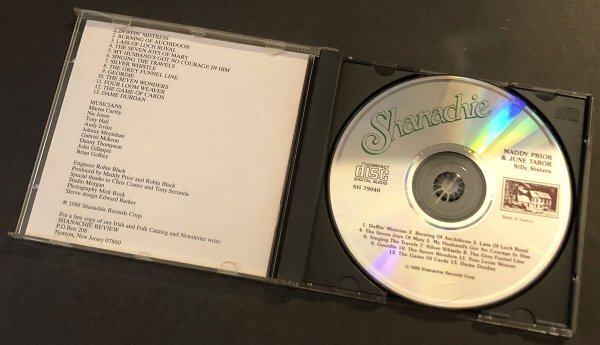 1. DOFFIN' MISTRESS
2. BURNING OF AUCHIDOON
3. LASS OF LOCH ROYAL
4. THE SEVEN JOYS OF MARY
5. MY HUSBAND'S GOT NO COURAGE IN HIM
6. SINGING THE TRAVELS
7. SILVER WHISTLE
8. THE GREY FUNNEL LINE
9. GEORDIE
10. THE SEVEN WONDERS
11. FOUR LOOM WEAVER
12. THE GAME OF CARDS
13. DAME DURDAN
MUSICIANS
Martin Carthy
Nic Jones
Tony Hall
Andy Irvine
Johnny Moynihan
Gabriel Mckeon
Danny Thompson
John Gillaspie
Brian Golbey
Engineer Robin Black
Produced by Maddy Prior and Robin Black
Special thanks to Chris Coates and Tony Secunda
Studio Morgan
Photography Mick Rock
Sleeve design Edward Barker
℗ 1988 Shanachie Records Corp.
For a free copy of our Irish and Folk Catalog and Newsletter write:
SHANACHIE REVIEW
P.O.Box 208
Newton, New Jersey 07860
Shanachie
COMPACT
disc
DIGITAL AUDIO
SH 79040
MADDY PRIOR
& JUNE TABOR
Silly Sisters
Made in Austria
1. Doffin' Mistress 2. Burning Of Auchidoon 3. Lass Of Loch Royal
4. The Seven Joys Of Mary 5. My Husband's Got No Courage In Him
6. Singing The Travels 7. Silver Whistle 8. The Grey Funnel Line
9. Geordie 10. The Seven Wonders 11. Four Loom Weaver
12. The Game Of Cards 13. Dame Durdan
℗ 1988 Shanachie Records Corp.